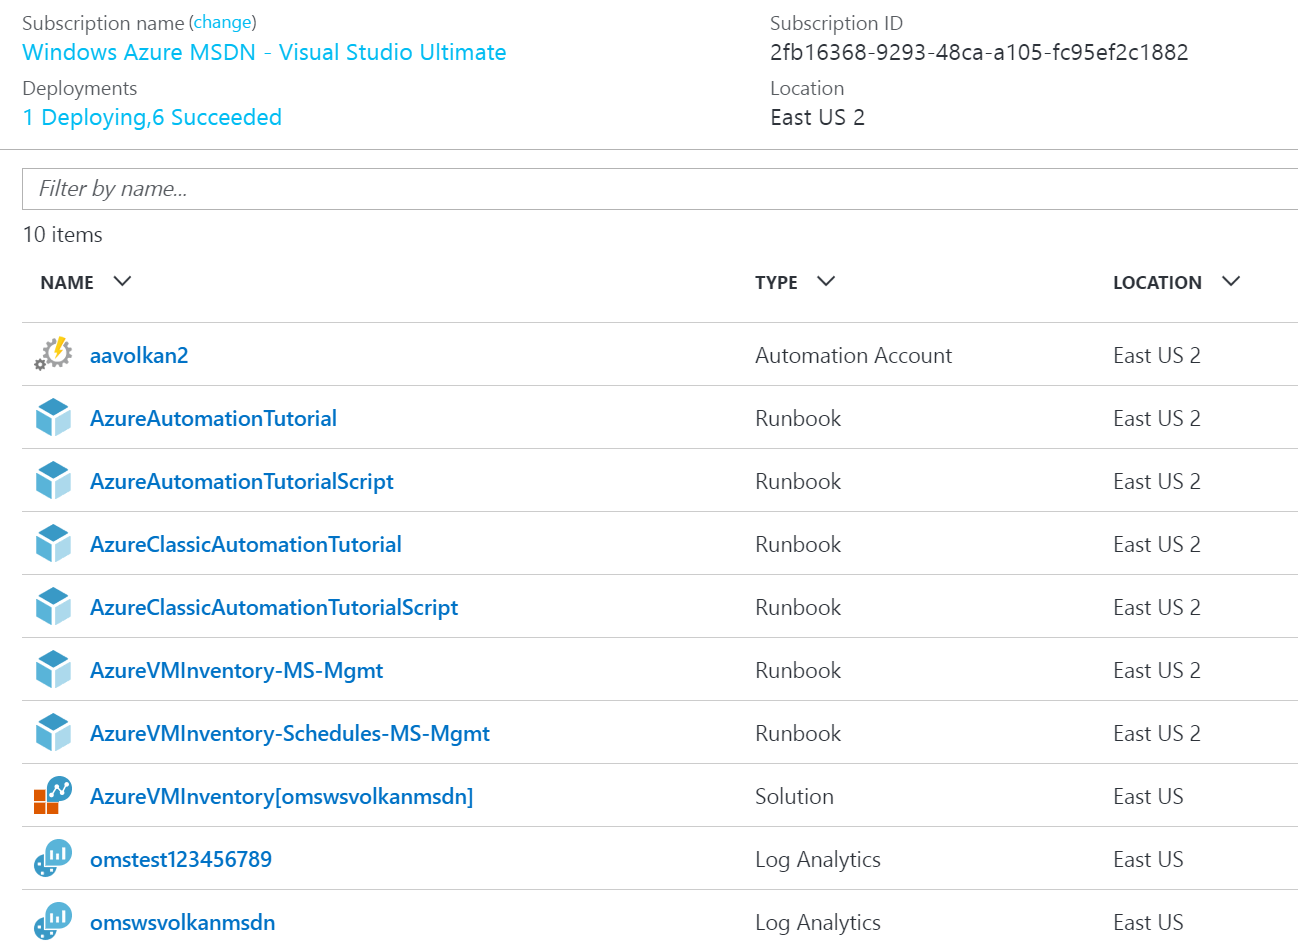 Subscription name (change)
Subscription ID
Windows Azure MSDN - Visual Studio Ultimate
2fb16368-9293-48ca-a105-fc95ef2c1882
Deployments
Location
1 Deploying,6 Succeeded
East US 2
Filter by name...
10 items
NAME TYPE LOCATION
aavolkan2 Automation Account East US 2
AzureAutomationTutorial Runbook East US 2
AzureAutomationTutorialScript Runbook East US 2
AzureClassicAutomationTutorial Runbook East US 2
AzureClassicAutomationTutorialScript Runbook East US 2
AzureVMInventory-MS-Mgmt Runbook East US 2
AzureVMInventory-Schedules-MS-Mgmt Runbook East US 2
AzureVMInventory[omswsvolkanmsdn] Solution East US
omstest123456789 Log Analytics East US
omswsvolkanmsdn Log Analytics East US